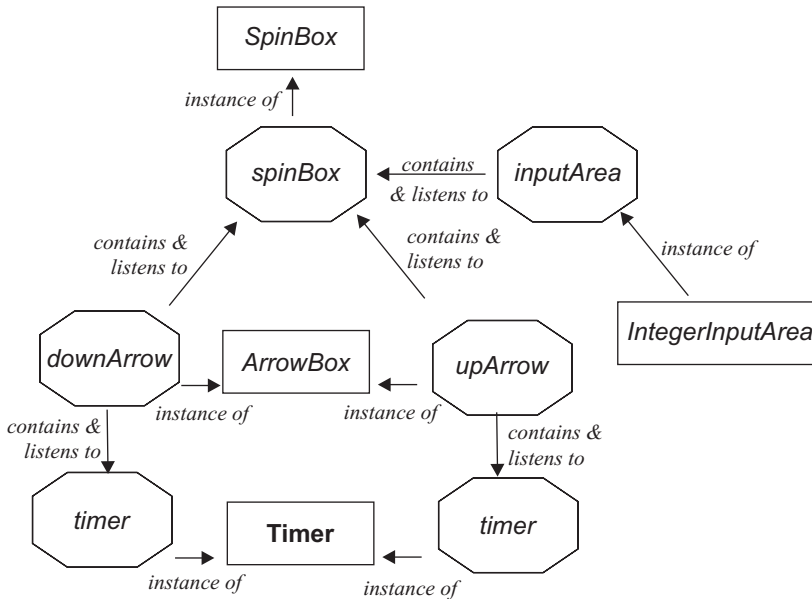 SpinBox
instance of
spinBox
contains
& listens to
inputArea
contains &
listens to
contains &
listens to
instance of
IntegerInputArea
downArrow
ArrowBox
upArrow
instance of
instance of
contains &
listens to
contains &
listens to
timer
Timer
timer
instance of
instance of